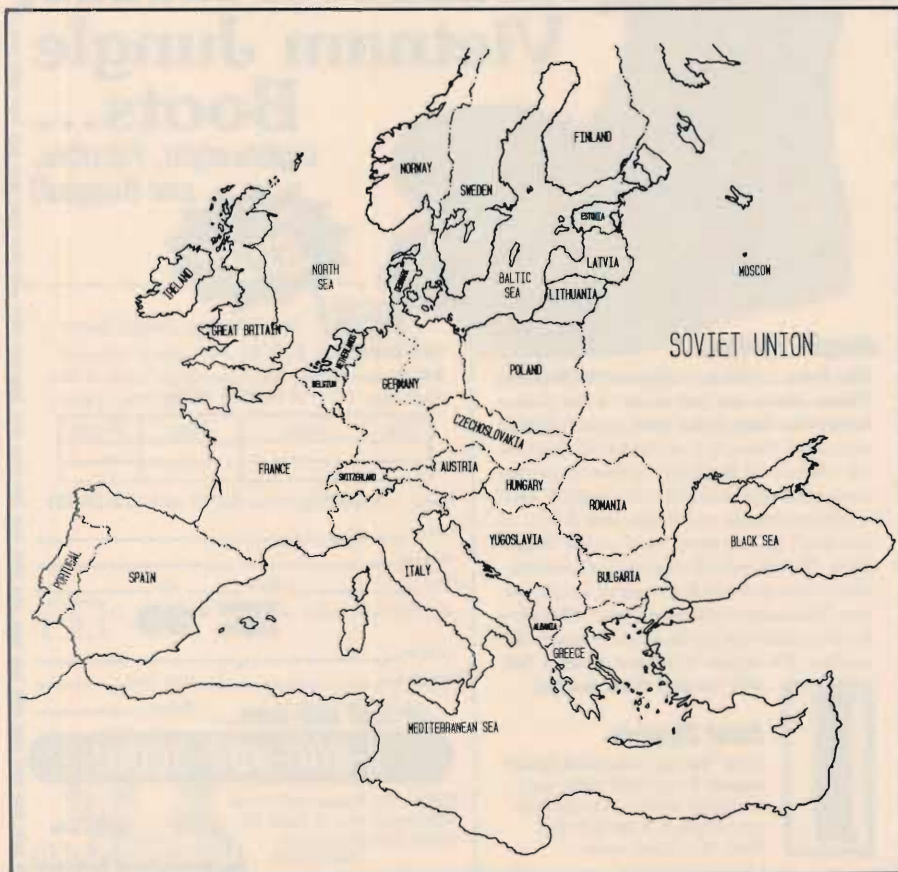 Vietnam Jungle
Boots...
FINLAND
NORWAY
SWEDEN
ESTONIA
LATVIA
MOSCOW
NORTH
SEA
BALTIC
SEA
LITHUANIA
IRELAND
DENMARK
GREAT BRITAIN
NETHERLANDS
SOVIET UNION
BELGIUM
GERMANY
POLAND
CZECHOSLOVAKIA
FRANCE
SWITZERLAND
AUSTRIA
HUNGARY
ROMANIA
YUGOSLAVIA
BLACK SEA
PORTUGAL
SPAIN
ITALY
BULGARIA
ALBANIA
GREECE
MEDITERRANEAN SEA